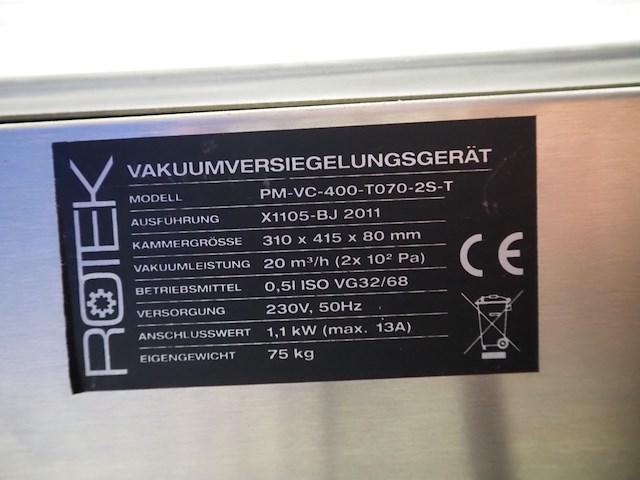 ROTEK
VAKUUMVERSIEGELUNGSGERÄT
MODELL PM-VC-400-T070-2S-T
AUSFÜHRUNG X1105-BJ 2011
KAMMERGRÖSSE 310 x 415 x 80 mm
VAKUUMLEISTUNG 20 m³/h (2x 10² Pa)
BETRIEBSMITTEL 0,5l ISO VG32/68
VERSORGUNG 230V, 50Hz
ANSCHLUSSWERT 1,1 kW (max. 13A)
EIGENGEWICHT 75 kg
CE